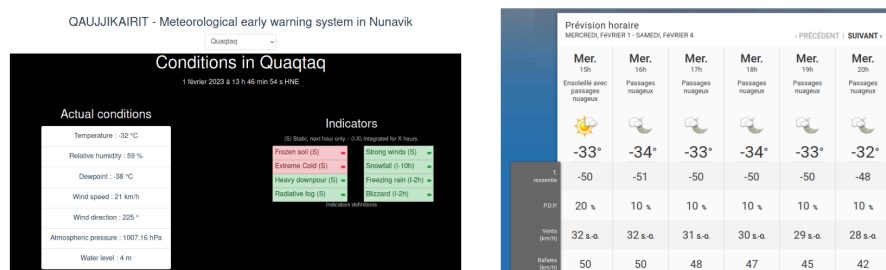 QAUJJIKAIRIT - Meteorological early warning system in Nunavik
Quaqtaq
Conditions in Quaqtaq
1 février 2023 à 13 h 46 min 54 s HNE
Actual conditions
Temperature : -32 °C
Relative humidity : 59 %
Dewpoint : -38 °C
Wind speed : 21 km/h
Wind direction : 225 °
Atmospheric pressure : 1007.16 hPa
Water level : 4 m
Indicators
(S) Static, next hour only. - (I-X) Integrated for X hours.
Frozen soil (S) Strong winds (S)
Extreme Cold (S) Snowfall (I-10h)
Heavy downpour (S) Freezing rain (I-2h)
Radiative fog (S) Blizzard (I-2h)
Indicators definitions
Prévision horaire
MERCREDI, FéVRIER 1 - SAMEDI, FéVRIER 4
‹ PRÉCÉDENT | SUIVANT ›
Mer. Mer. Mer. Mer. Mer. Mer.
15h 16h 17h 18h 19h 20h
Ensoleillé avec passages nuageux Passages nuageux Passages nuageux Passages nuageux Passages nuageux Passages nuageux
-33° -34° -33° -34° -33° -32°
T. ressentie -50 -51 -50 -50 -50 -48
P.D.P. 20 % 10 % 10 % 10 % 10 % 10 %
Vents (km/h) 32 s.-o. 32 s.-o. 31 s.-o. 30 s.-o. 29 s.-o. 28 s.-o.
Rafales (km/h) 50 50 48 47 45 42